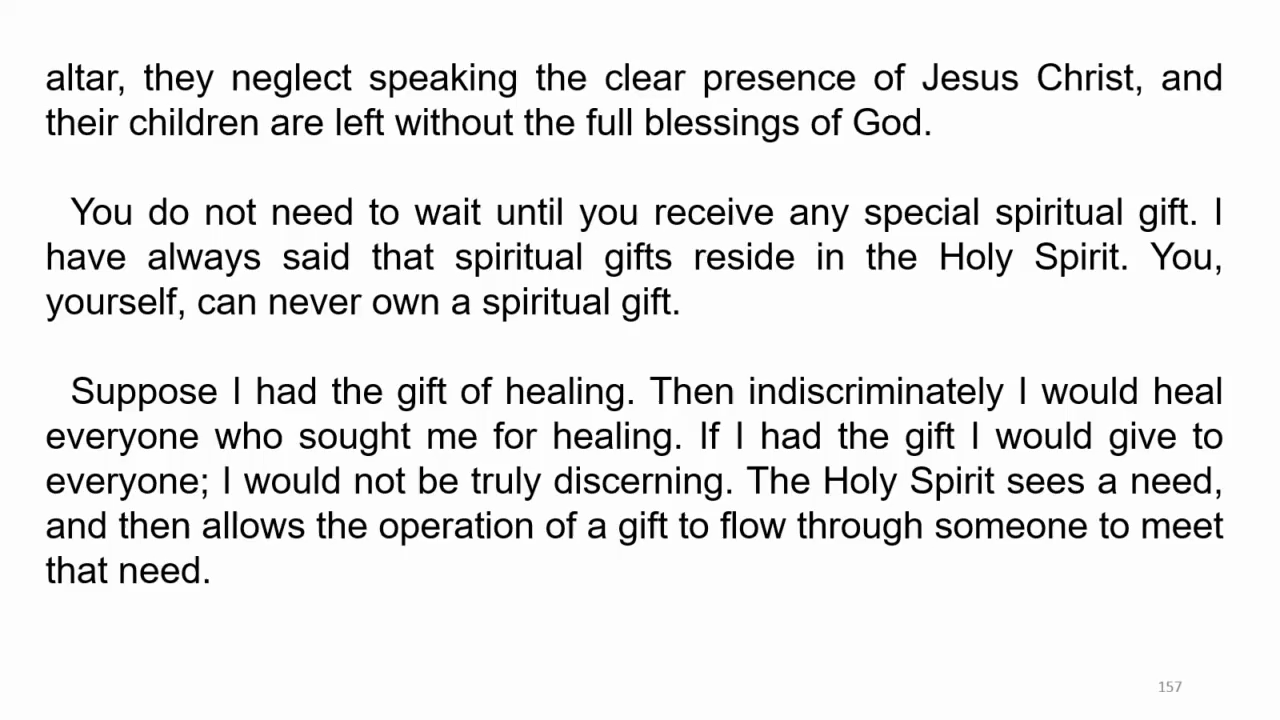 altar, they neglect speaking the clear presence of Jesus Christ, and
their children are left without the full blessings of God.
You do not need to wait until you receive any special spiritual gift. I
have always said that spiritual gifts reside in the Holy Spirit. You,
yourself, can never own a spiritual gift.
Suppose I had the gift of healing. Then indiscriminately I would heal
everyone who sought me for healing. If I had the gift I would give to
everyone; I would not be truly discerning. The Holy Spirit sees a need,
and then allows the operation of a gift to flow through someone to meet
that need.
157